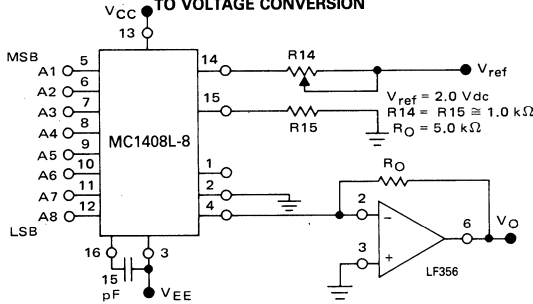 TO VOLTAGE CONVERSION
VCC
13
MSB
A1 5
A2 6
A3 7
A4 8
A5 9
A6 10
A7 11
A8 12
LSB
MC1408L-8
14
R14
Vref
15
R15
Vref = 2.0 Vdc
R14 = R15 ≅ 1.0 kΩ
RO = 5.0 kΩ
1
2
4
RO
2
−
6
VO
3
+
LF356
16
3
15
pF
VEE